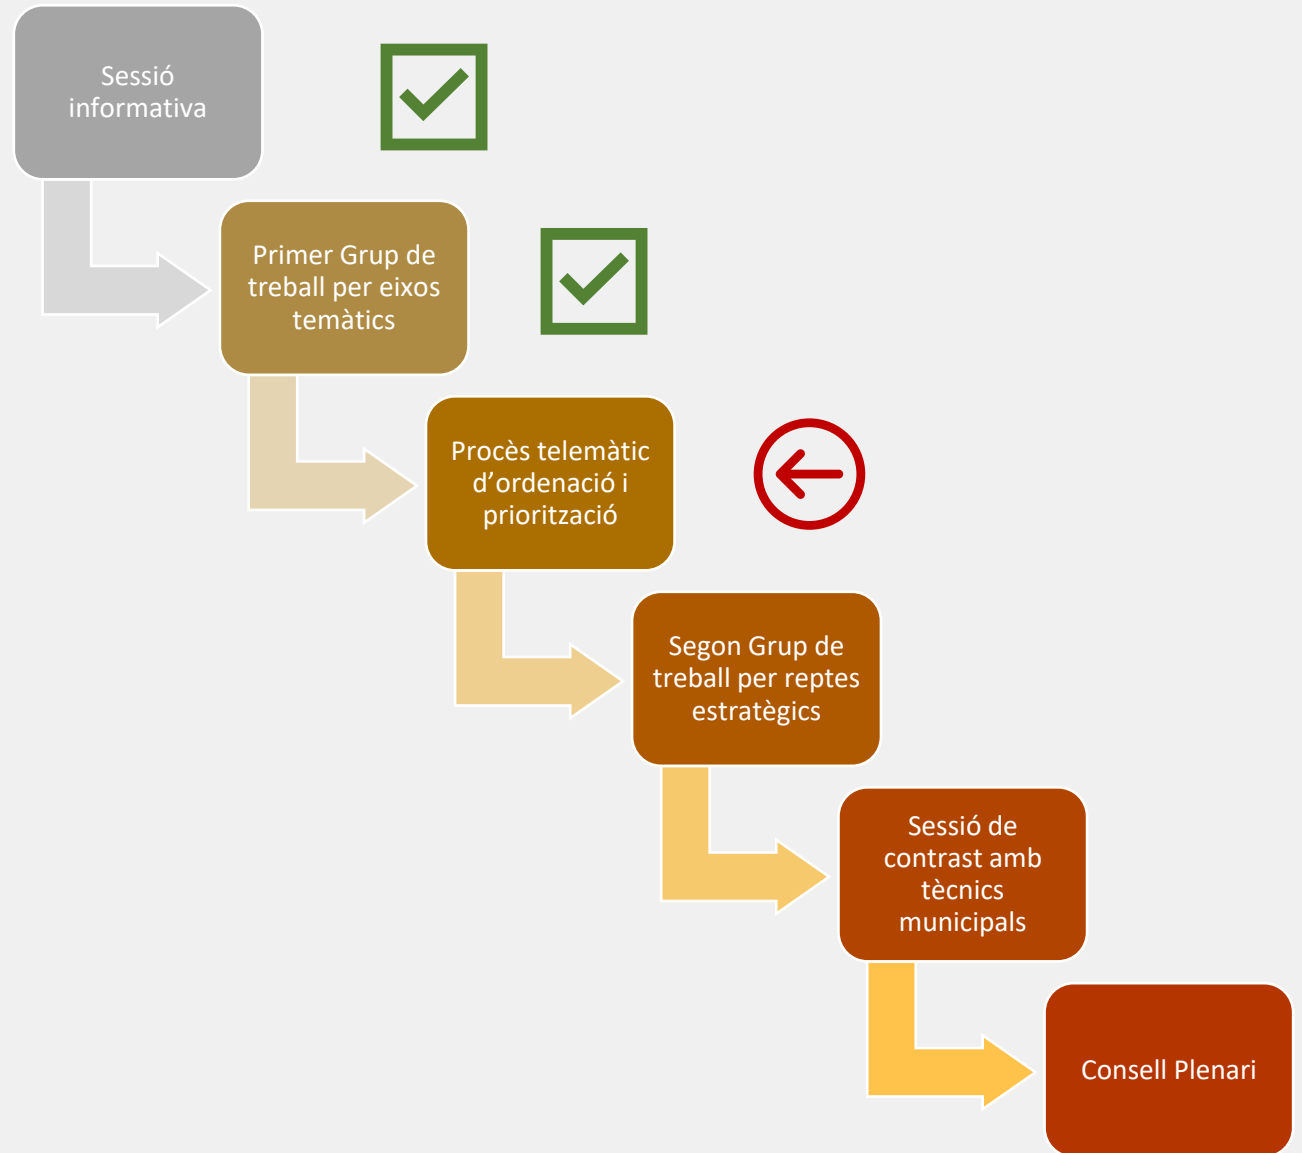 Sessió
informativa
Primer Grup de
treball per eixos
temàtics
Procès telemàtic
d’ordenació i
priorització
Segon Grup de
treball per reptes
estratègics
Sessió de
contrast amb
tècnics
municipals
Consell Plenari